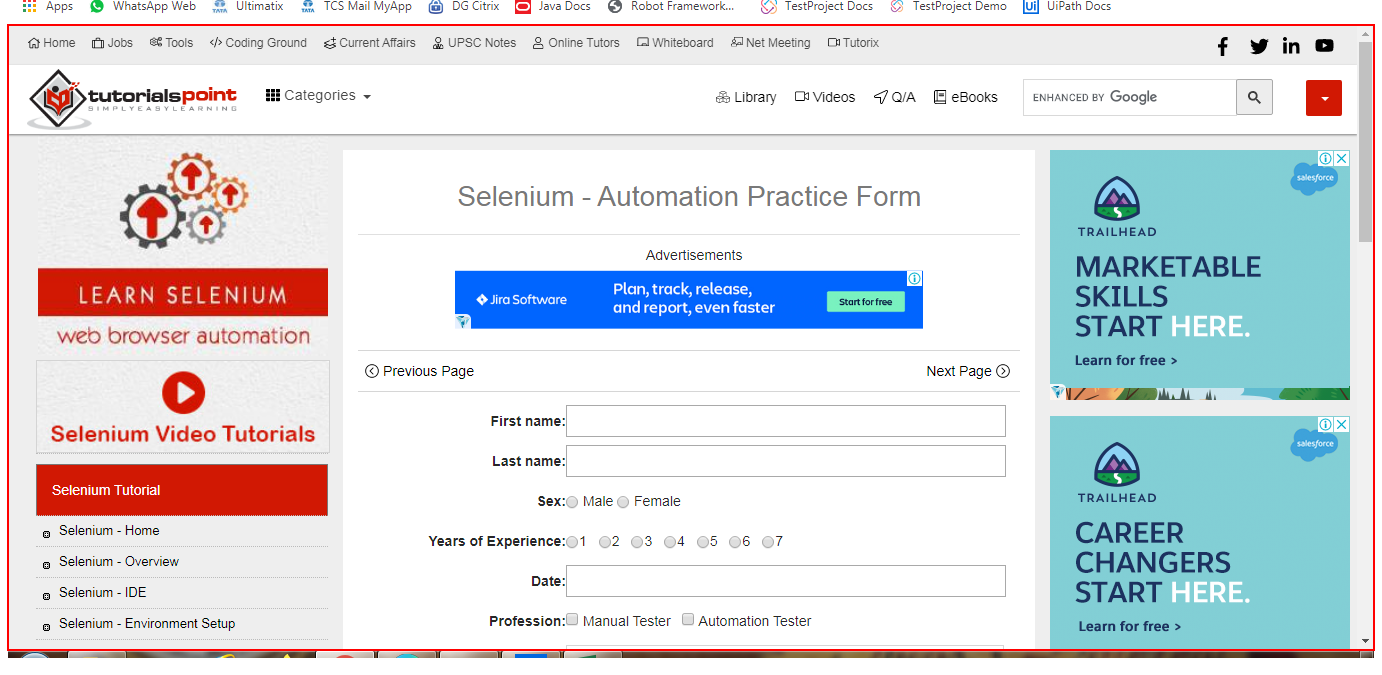 Apps WhatsApp Web Ultimatix TCS Mail MyApp DG Citrix Java Docs Robot Framework... TestProject Docs TestProject Demo UiPath Docs
Home Jobs Tools Coding Ground Current Affairs UPSC Notes Online Tutors Whiteboard Net Meeting Tutorix
tutorialspoint
SIMPLYEASYLEARNING
Categories
Library Videos Q/A eBooks
ENHANCED BY Google
LEARN SELENIUM
web browser automation
Selenium Video Tutorials
Selenium Tutorial
Selenium - Home
Selenium - Overview
Selenium - IDE
Selenium - Environment Setup
Selenium - Automation Practice Form
Advertisements
Jira Software
Plan, track, release,
and report, even faster
Start for free
Previous Page Next Page
First name:
Last name:
Sex: Male Female
Years of Experience: 1 2 3 4 5 6 7
Date:
Profession: Manual Tester Automation Tester
salesforce
TRAILHEAD
MARKETABLE
SKILLS
START HERE.
Learn for free >
salesforce
TRAILHEAD
CAREER
CHANGERS
START HERE.
Learn for free >